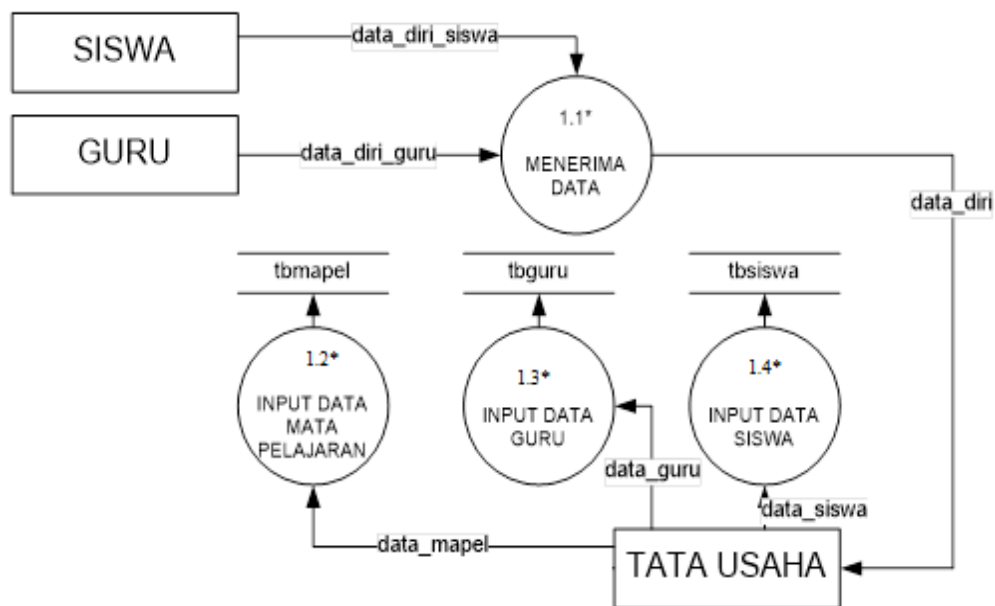 SISWA
data_diri_siswa
1.1*
GURU
data_diri_guru
MENERIMA
DATA
data_diri
tbmapel
tbguru
tbsiswa
1.2*
INPUT DATA
MATA
PELAJARAN
1.3*
INPUT DATA
GURU
1.4*
INPUT DATA
SISWA
data_guru
data_siswa
data_mapel
TATA USAHA